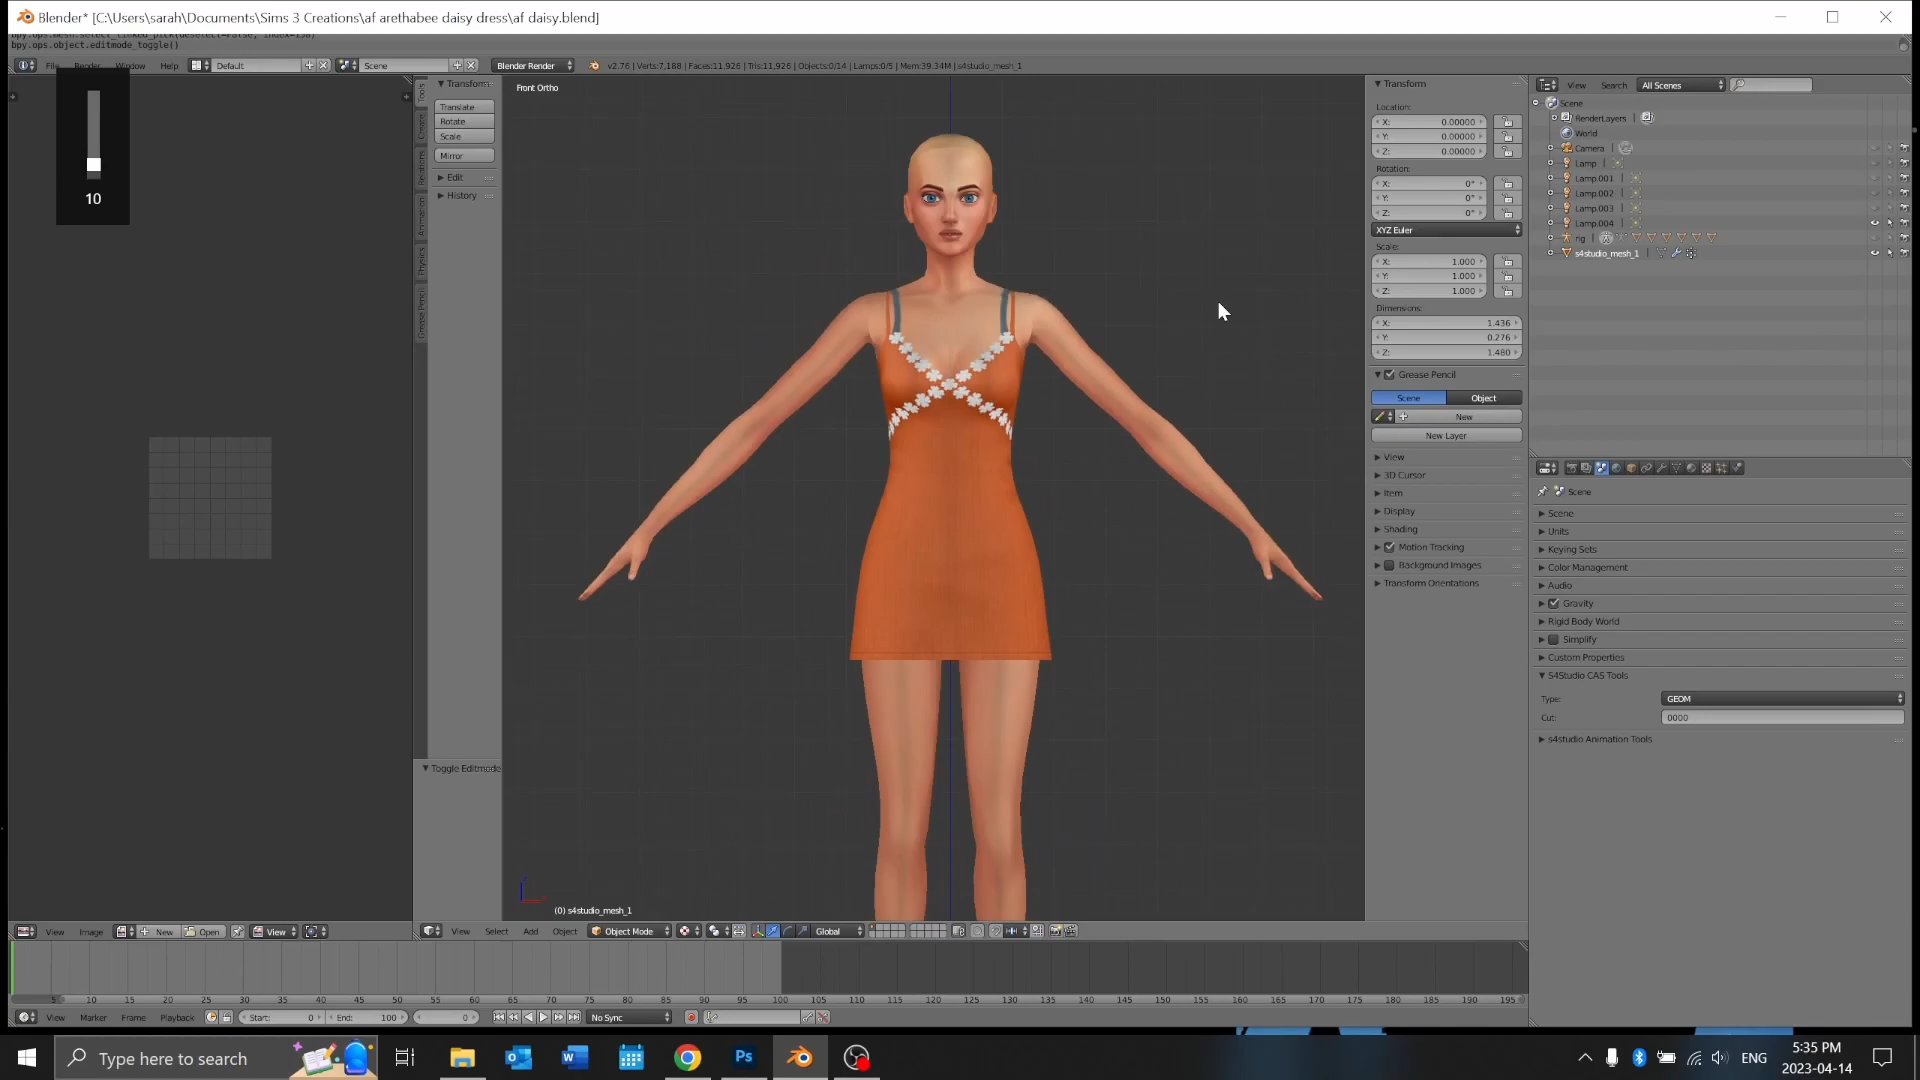 Blender* [C:\Users\sarah\Documents\Sims 3 Creations\af arethabee daisy dress\af daisy.blend]
bpy.ops.object.editmode_toggle()
File Render Window Help Default Scene Blender Render v2.76 | Verts:7,188 | Faces:11,926 | Tris:11,926 | Objects:0/14 | Lamps:0/5 | Mem:39.34M | s4studio_mesh_1
10
Tools
Create
Relations
Animation
Physics
Grease Pencil
Transform
Translate
Rotate
Scale
Mirror
Edit
History
Toggle Editmode
Front Ortho
(0) s4studio_mesh_1
Transform
Location:
X: 0.00000
Y: 0.00000
Z: 0.00000
Rotation:
X: 0°
Y: 0°
Z: 0°
XYZ Euler
Scale:
X: 1.000
Y: 1.000
Z: 1.000
Dimensions:
X: 1.436
Y: 0.276
Z: 1.480
Grease Pencil
Scene Object
New
New Layer
View
3D Cursor
Item
Display
Shading
Motion Tracking
Background Images
Transform Orientations
View Search All Scenes
Scene
RenderLayers
World
Camera
Lamp
Lamp.001
Lamp.002
Lamp.003
Lamp.004
rig
s4studio_mesh_1
Scene
Scene
Units
Keying Sets
Color Management
Audio
Gravity
Rigid Body World
Simplify
Custom Properties
S4Studio CAS Tools
Type: GEOM
Cut: 0000
s4studio Animation Tools
View Image New Open View
View Select Add Object Object Mode Global
5 10 15 20 25 30 35 40 45 50 55 60 65 70 75 80 85 90 95 100 105 110 115 120 125 130 135 140 145 150 155 160 165 170 175 180 185 190 195
View Marker Frame Playback Start: 0 End: 100 0 No Sync
Type here to search
Ps
ENG
5:35 PM
2023-04-14